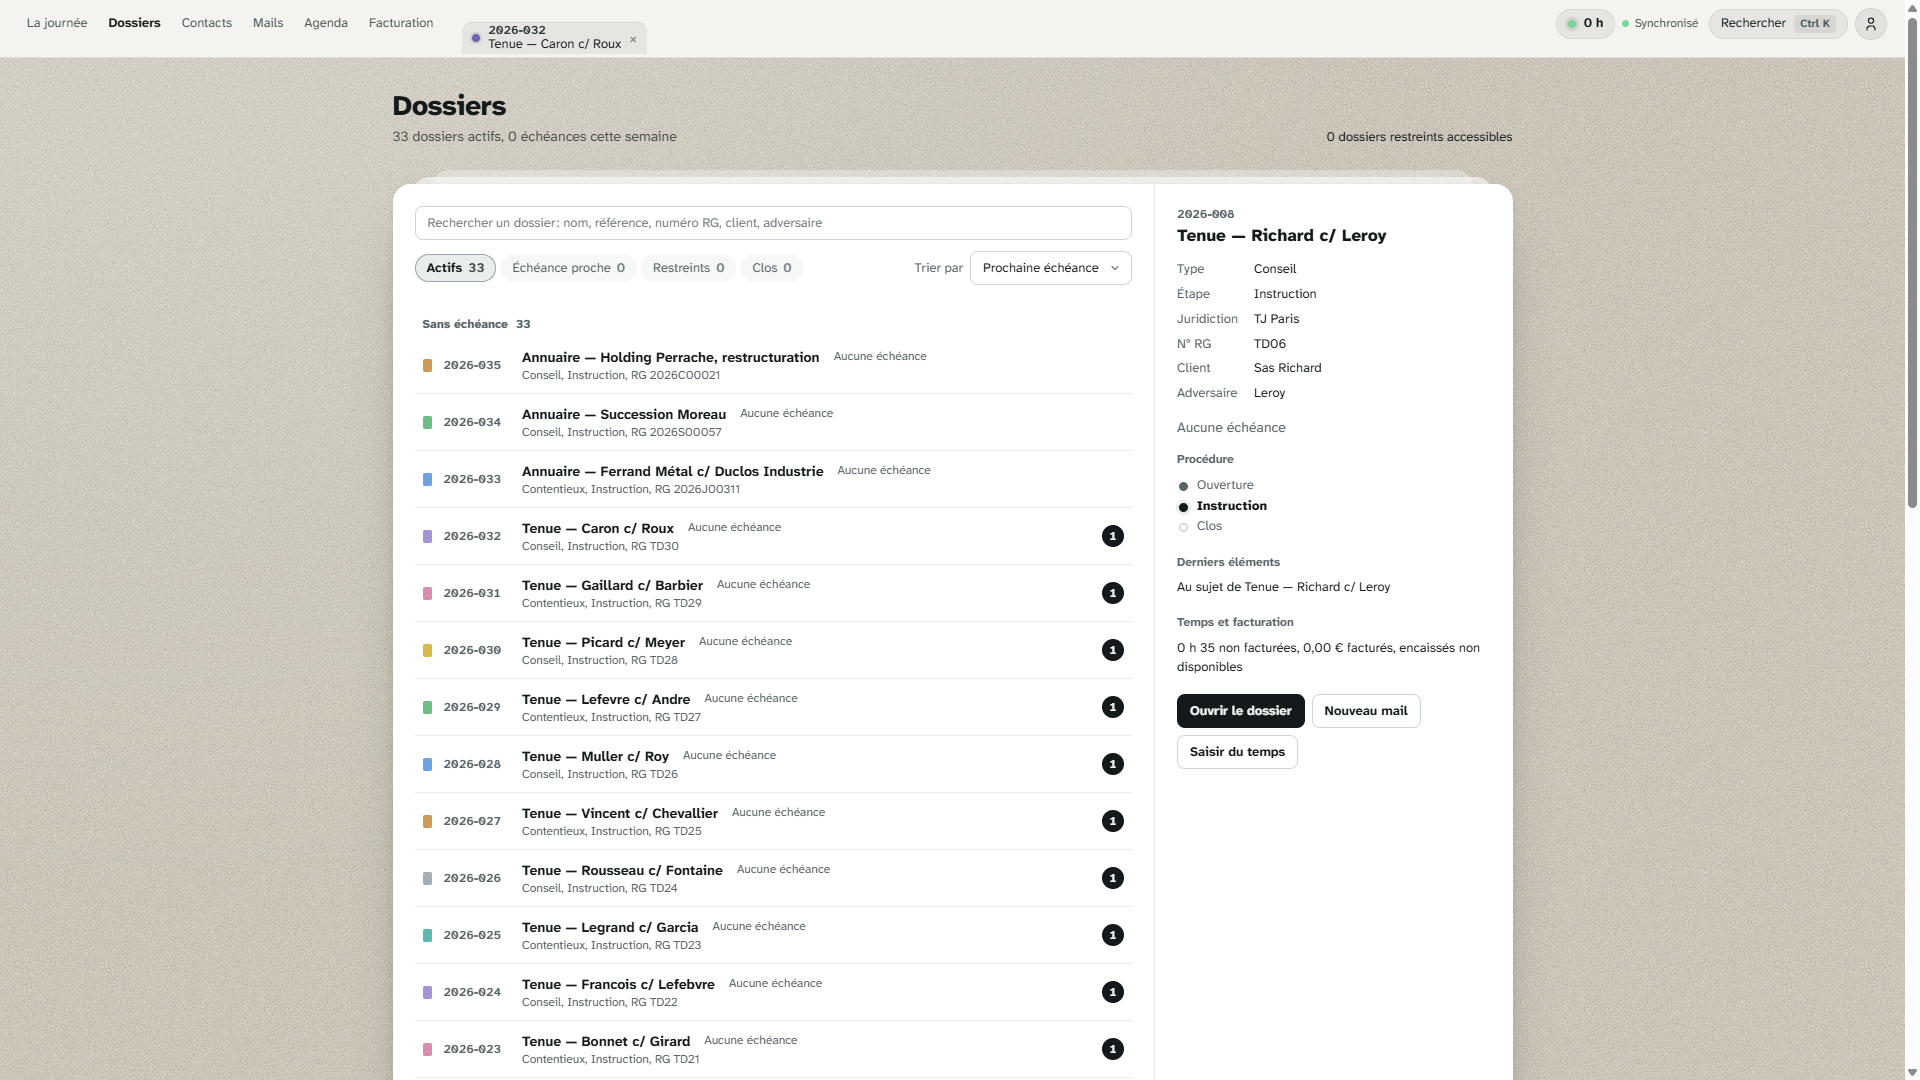 La journée
Dossiers
Contacts
Mails
Agenda
Facturation
2026-032
Tenue — Caron c/ Roux ×
0 h
Synchronisé
Rechercher Ctrl K
Dossiers
33 dossiers actifs, 0 échéances cette semaine
0 dossiers restreints accessibles
Rechercher un dossier : nom, référence, numéro RG, client, adversaire
Actifs 33
Échéance proche 0
Restreints 0
Clos 0
Trier par
Prochaine échéance
Sans échéance 33
2026-035
Annuaire — Holding Perrache, restructuration Aucune échéance
Conseil, Instruction, RG 2026C00021
2026-034
Annuaire — Succession Moreau Aucune échéance
Conseil, Instruction, RG 2026S00057
2026-033
Annuaire — Ferrand Métal c/ Duclos Industrie Aucune échéance
Contentieux, Instruction, RG 2026J00311
2026-032
Tenue — Caron c/ Roux Aucune échéance
Conseil, Instruction, RG TD30
1
2026-031
Tenue — Gaillard c/ Barbier Aucune échéance
Contentieux, Instruction, RG TD29
1
2026-030
Tenue — Picard c/ Meyer Aucune échéance
Conseil, Instruction, RG TD28
1
2026-029
Tenue — Lefevre c/ Andre Aucune échéance
Contentieux, Instruction, RG TD27
1
2026-028
Tenue — Muller c/ Roy Aucune échéance
Conseil, Instruction, RG TD26
1
2026-027
Tenue — Vincent c/ Chevallier Aucune échéance
Contentieux, Instruction, RG TD25
1
2026-026
Tenue — Rousseau c/ Fontaine Aucune échéance
Conseil, Instruction, RG TD24
1
2026-025
Tenue — Legrand c/ Garcia Aucune échéance
Contentieux, Instruction, RG TD23
1
2026-024
Tenue — Francois c/ Lefebvre Aucune échéance
Conseil, Instruction, RG TD22
1
2026-023
Tenue — Bonnet c/ Girard Aucune échéance
Contentieux, Instruction, RG TD21
1
2026-008
Tenue — Richard c/ Leroy
Type Conseil
Étape Instruction
Juridiction TJ Paris
N° RG TD06
Client Sas Richard
Adversaire Leroy
Aucune échéance
Procédure
Ouverture
Instruction
Clos
Derniers éléments
Au sujet de Tenue — Richard c/ Leroy
Temps et facturation
0 h 35 non facturées, 0,00 € facturés, encaissés non
disponibles
Ouvrir le dossier
Nouveau mail
Saisir du temps